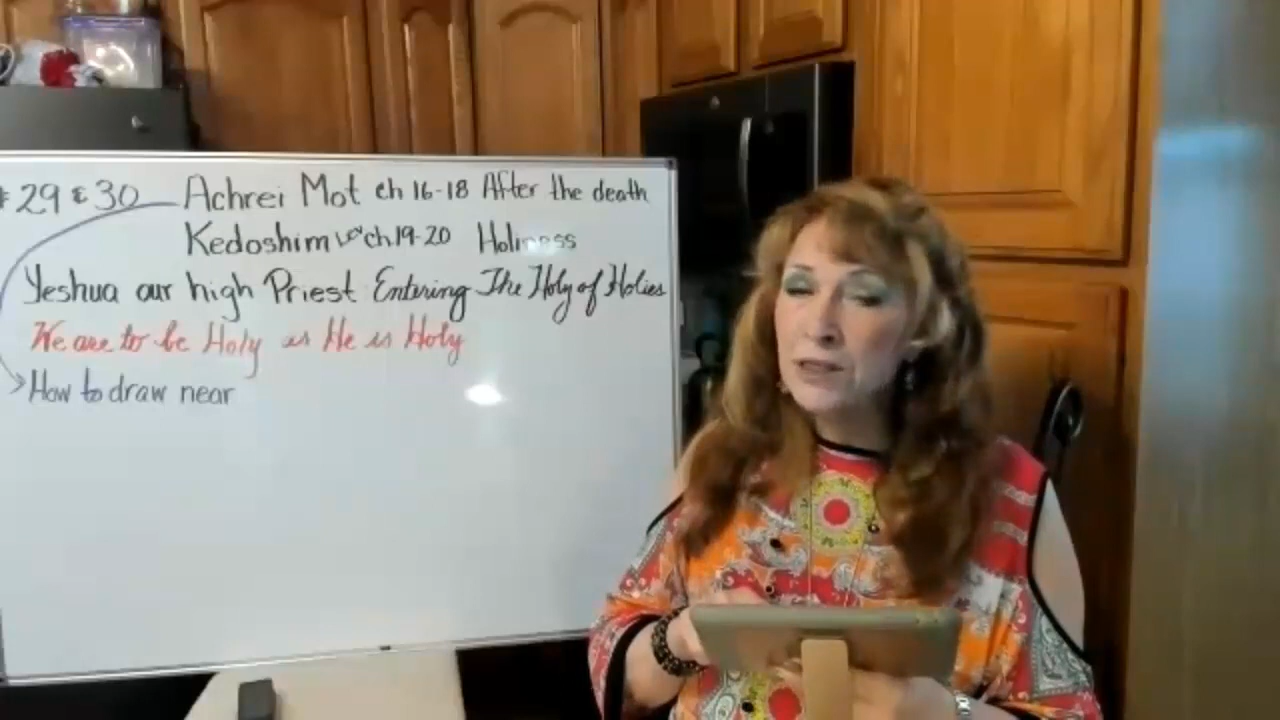 # 29 & 30 Achrei Mot ch 16-18 After the death
Kedoshim Lev ch 19-20 Holiness
Yeshua our high Priest Entering The Holy of Holies
We are to be Holy as He is Holy
How to draw near